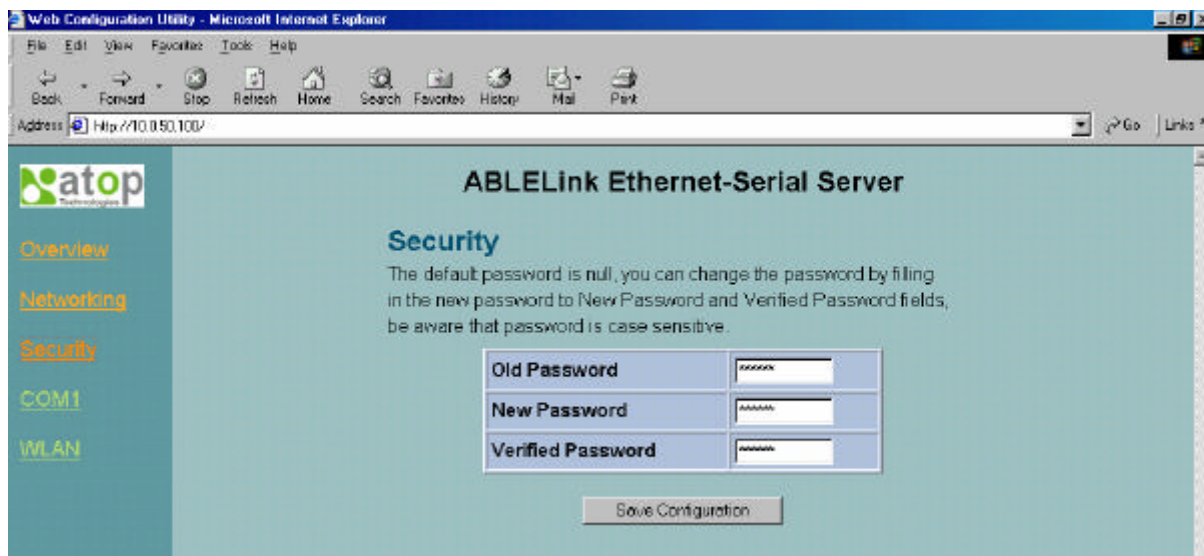 Web Configuration Utility - Microsoft Internet Explorer
File Edit View Favorites Tools Help
Back Forward Stop Refresh Home Search Favorites History Mail Print
Address http://10.0.50.100/ Go Links
atop
Technologies
ABLELink Ethernet-Serial Server
Overview
Networking
Security
COM1
WLAN
Security
The default password is null, you can change the password by filling
in the new password to New Password and Verified Password fields,
be aware that password is case sensitive.
Old Password ******
New Password ******
Verified Password ******
Save Configuration